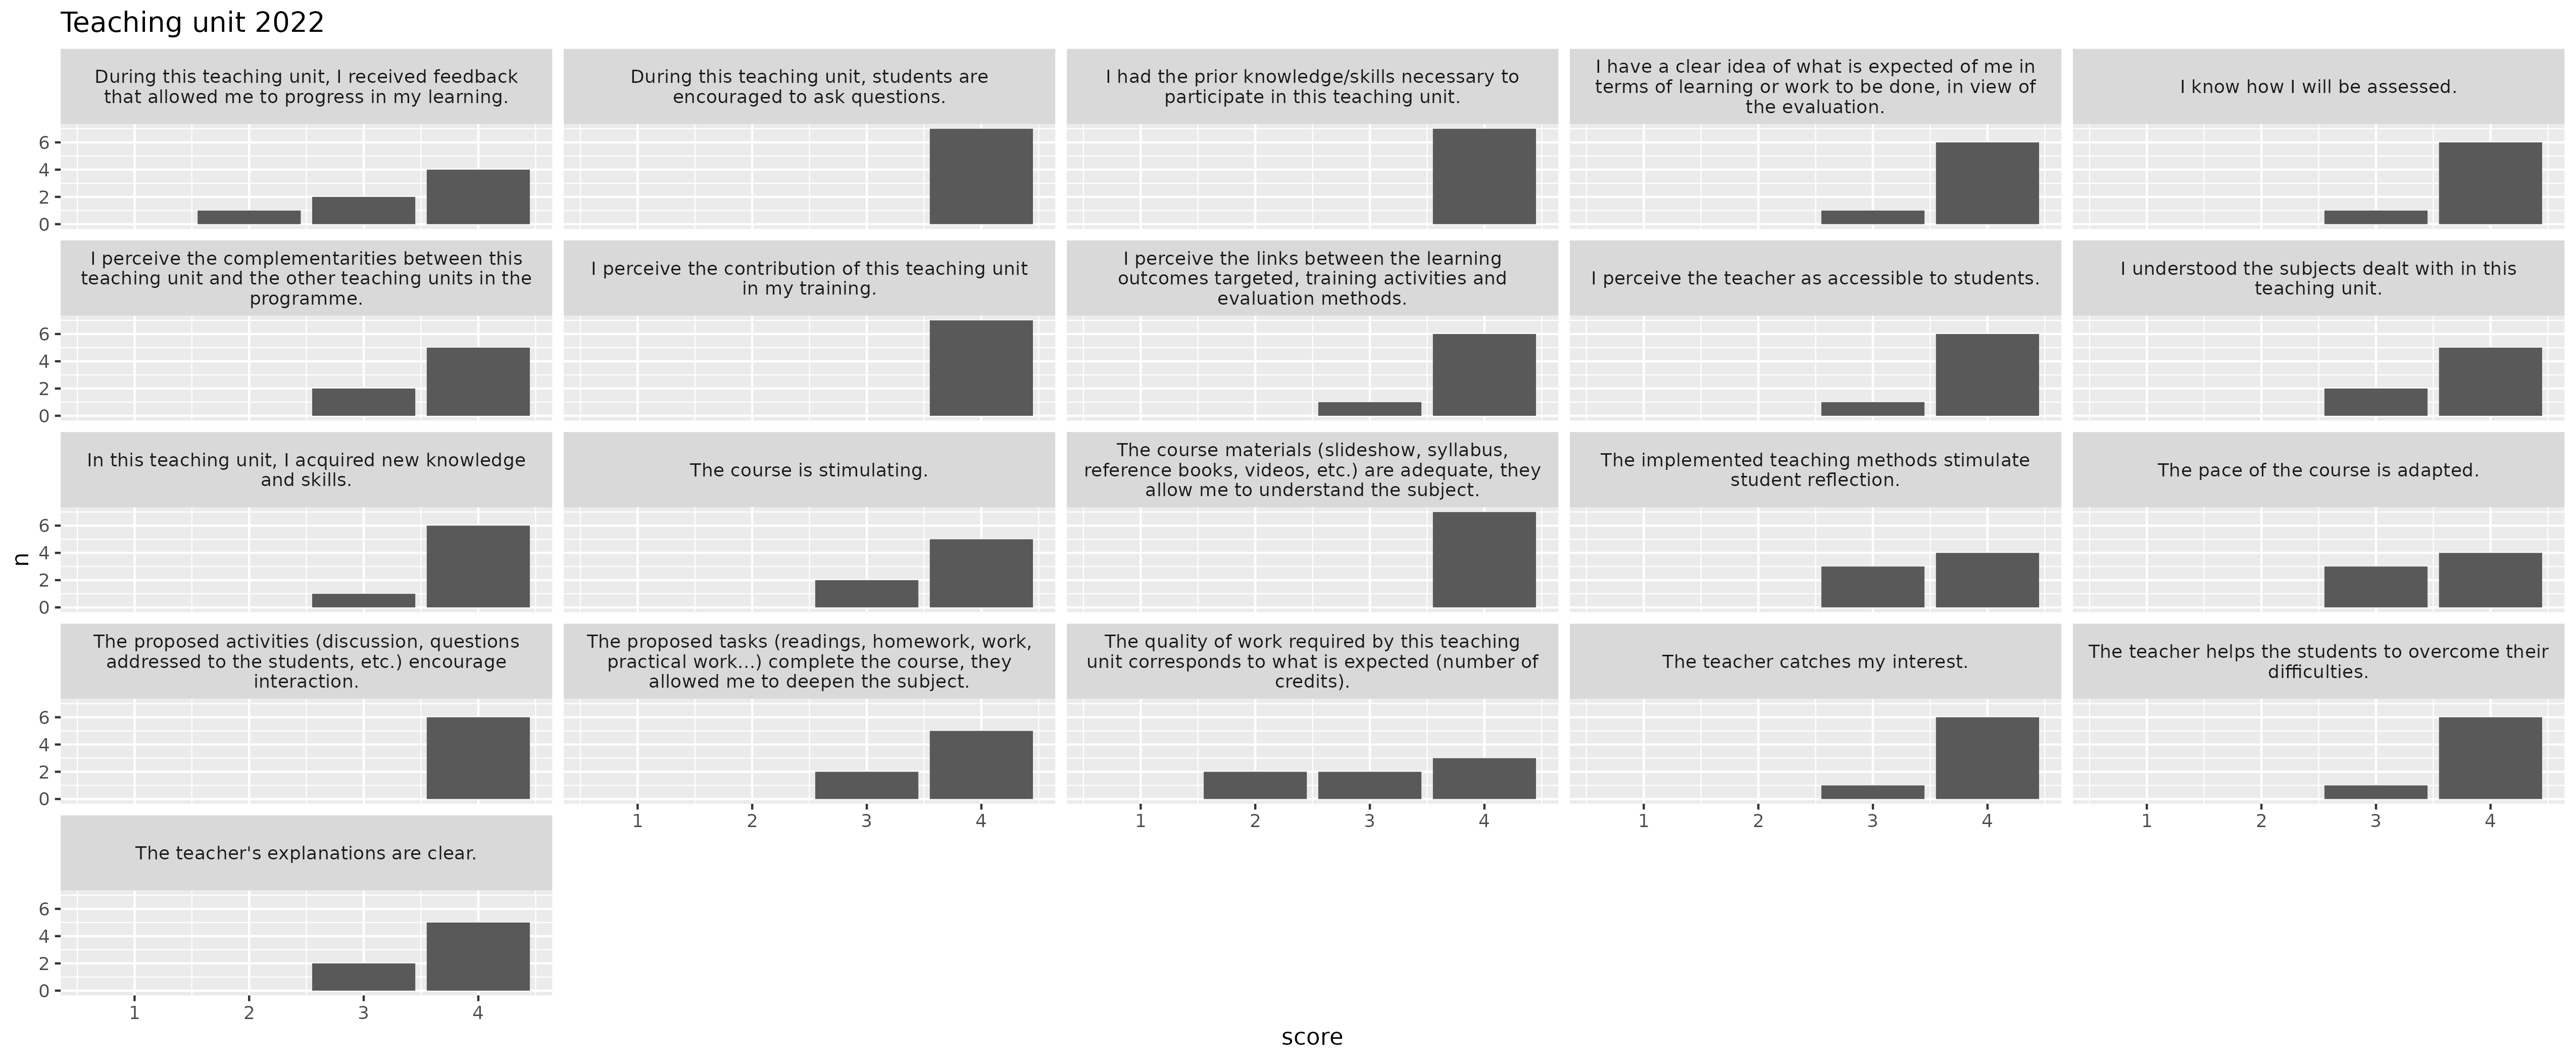 Teaching unit 2022
During this teaching unit, I received feedback
that allowed me to progress in my learning.
During this teaching unit, students are
encouraged to ask questions.
I had the prior knowledge/skills necessary to
participate in this teaching unit.
I have a clear idea of what is expected of me in
terms of learning or work to be done, in view of
the evaluation.
I know how I will be assessed.
6
4
2
0
I perceive the complementarities between this
teaching unit and the other teaching units in the
programme.
I perceive the contribution of this teaching unit
in my training.
I perceive the links between the learning
outcomes targeted, training activities and
evaluation methods.
I perceive the teacher as accessible to students.
I understood the subjects dealt with in this
teaching unit.
6
4
2
0
In this teaching unit, I acquired new knowledge
and skills.
The course is stimulating.
The course materials (slideshow, syllabus,
reference books, videos, etc.) are adequate, they
allow me to understand the subject.
The implemented teaching methods stimulate
student reflection.
The pace of the course is adapted.
n
6
4
2
0
The proposed activities (discussion, questions
addressed to the students, etc.) encourage
interaction.
The proposed tasks (readings, homework, work,
practical work...) complete the course, they
allowed me to deepen the subject.
The quality of work required by this teaching
unit corresponds to what is expected (number of
credits).
The teacher catches my interest.
The teacher helps the students to overcome their
difficulties.
6
4
2
0
1 2 3 4
1 2 3 4
1 2 3 4
1 2 3 4
The teacher's explanations are clear.
6
4
2
0
1 2 3 4
score